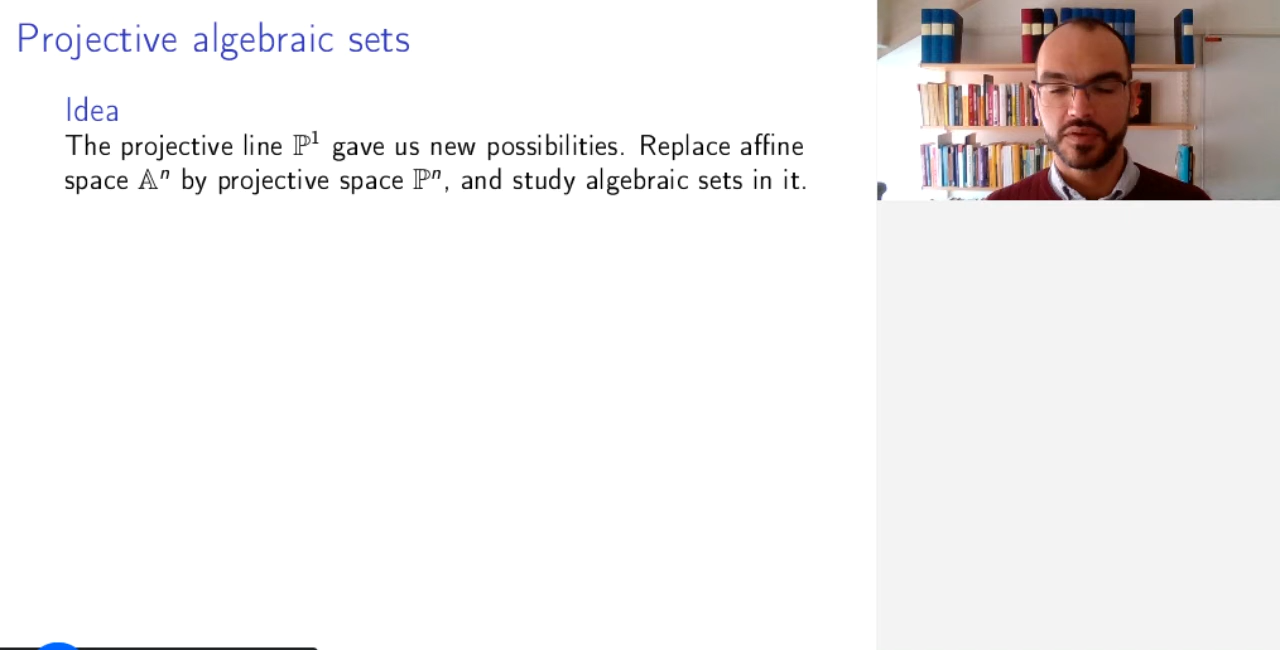 Projective algebraic sets
Idea
The projective line ℙ¹ gave us new possibilities. Replace affine
space 𝔸ⁿ by projective space ℙⁿ, and study algebraic sets in it.